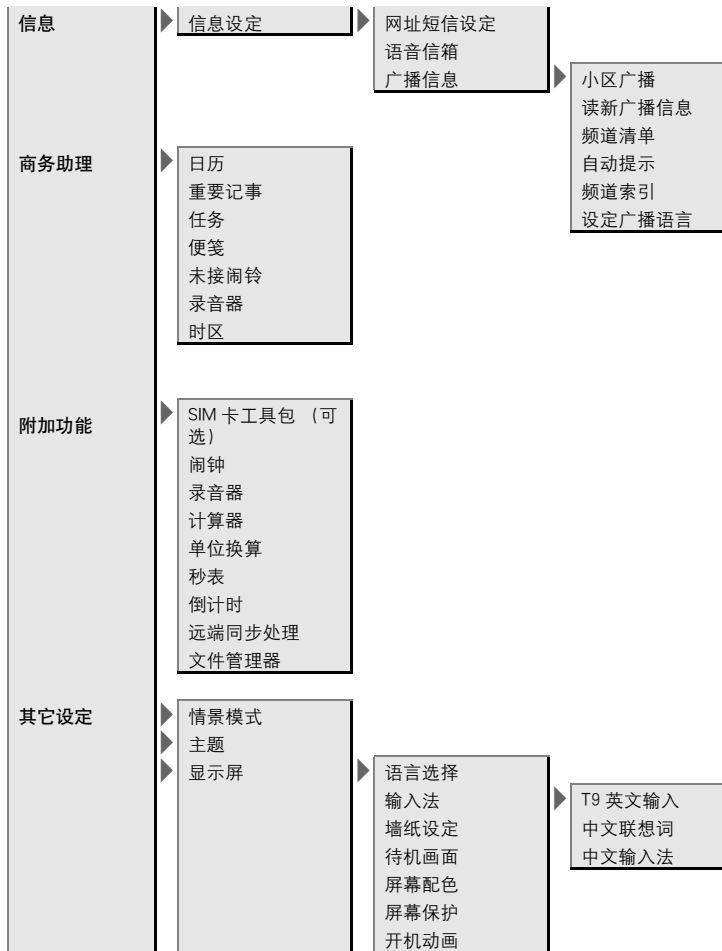 信息
信息设定
网址短信设定
语音信箱
广播信息
小区广播
读新广播信息
频道清单
自动提示
频道索引
设定广播语言
商务助理
日历
重要记事
任务
便笺
未接闹铃
录音器
时区
附加功能
SIM 卡工具包 （可
选）
闹钟
录音器
计算器
单位换算
秒表
倒计时
远端同步处理
文件管理器
其它设定
情景模式
主题
显示屏
语言选择
输入法
墙纸设定
待机画面
屏幕配色
屏幕保护
开机动画
T9 英文输入
中文联想词
中文输入法